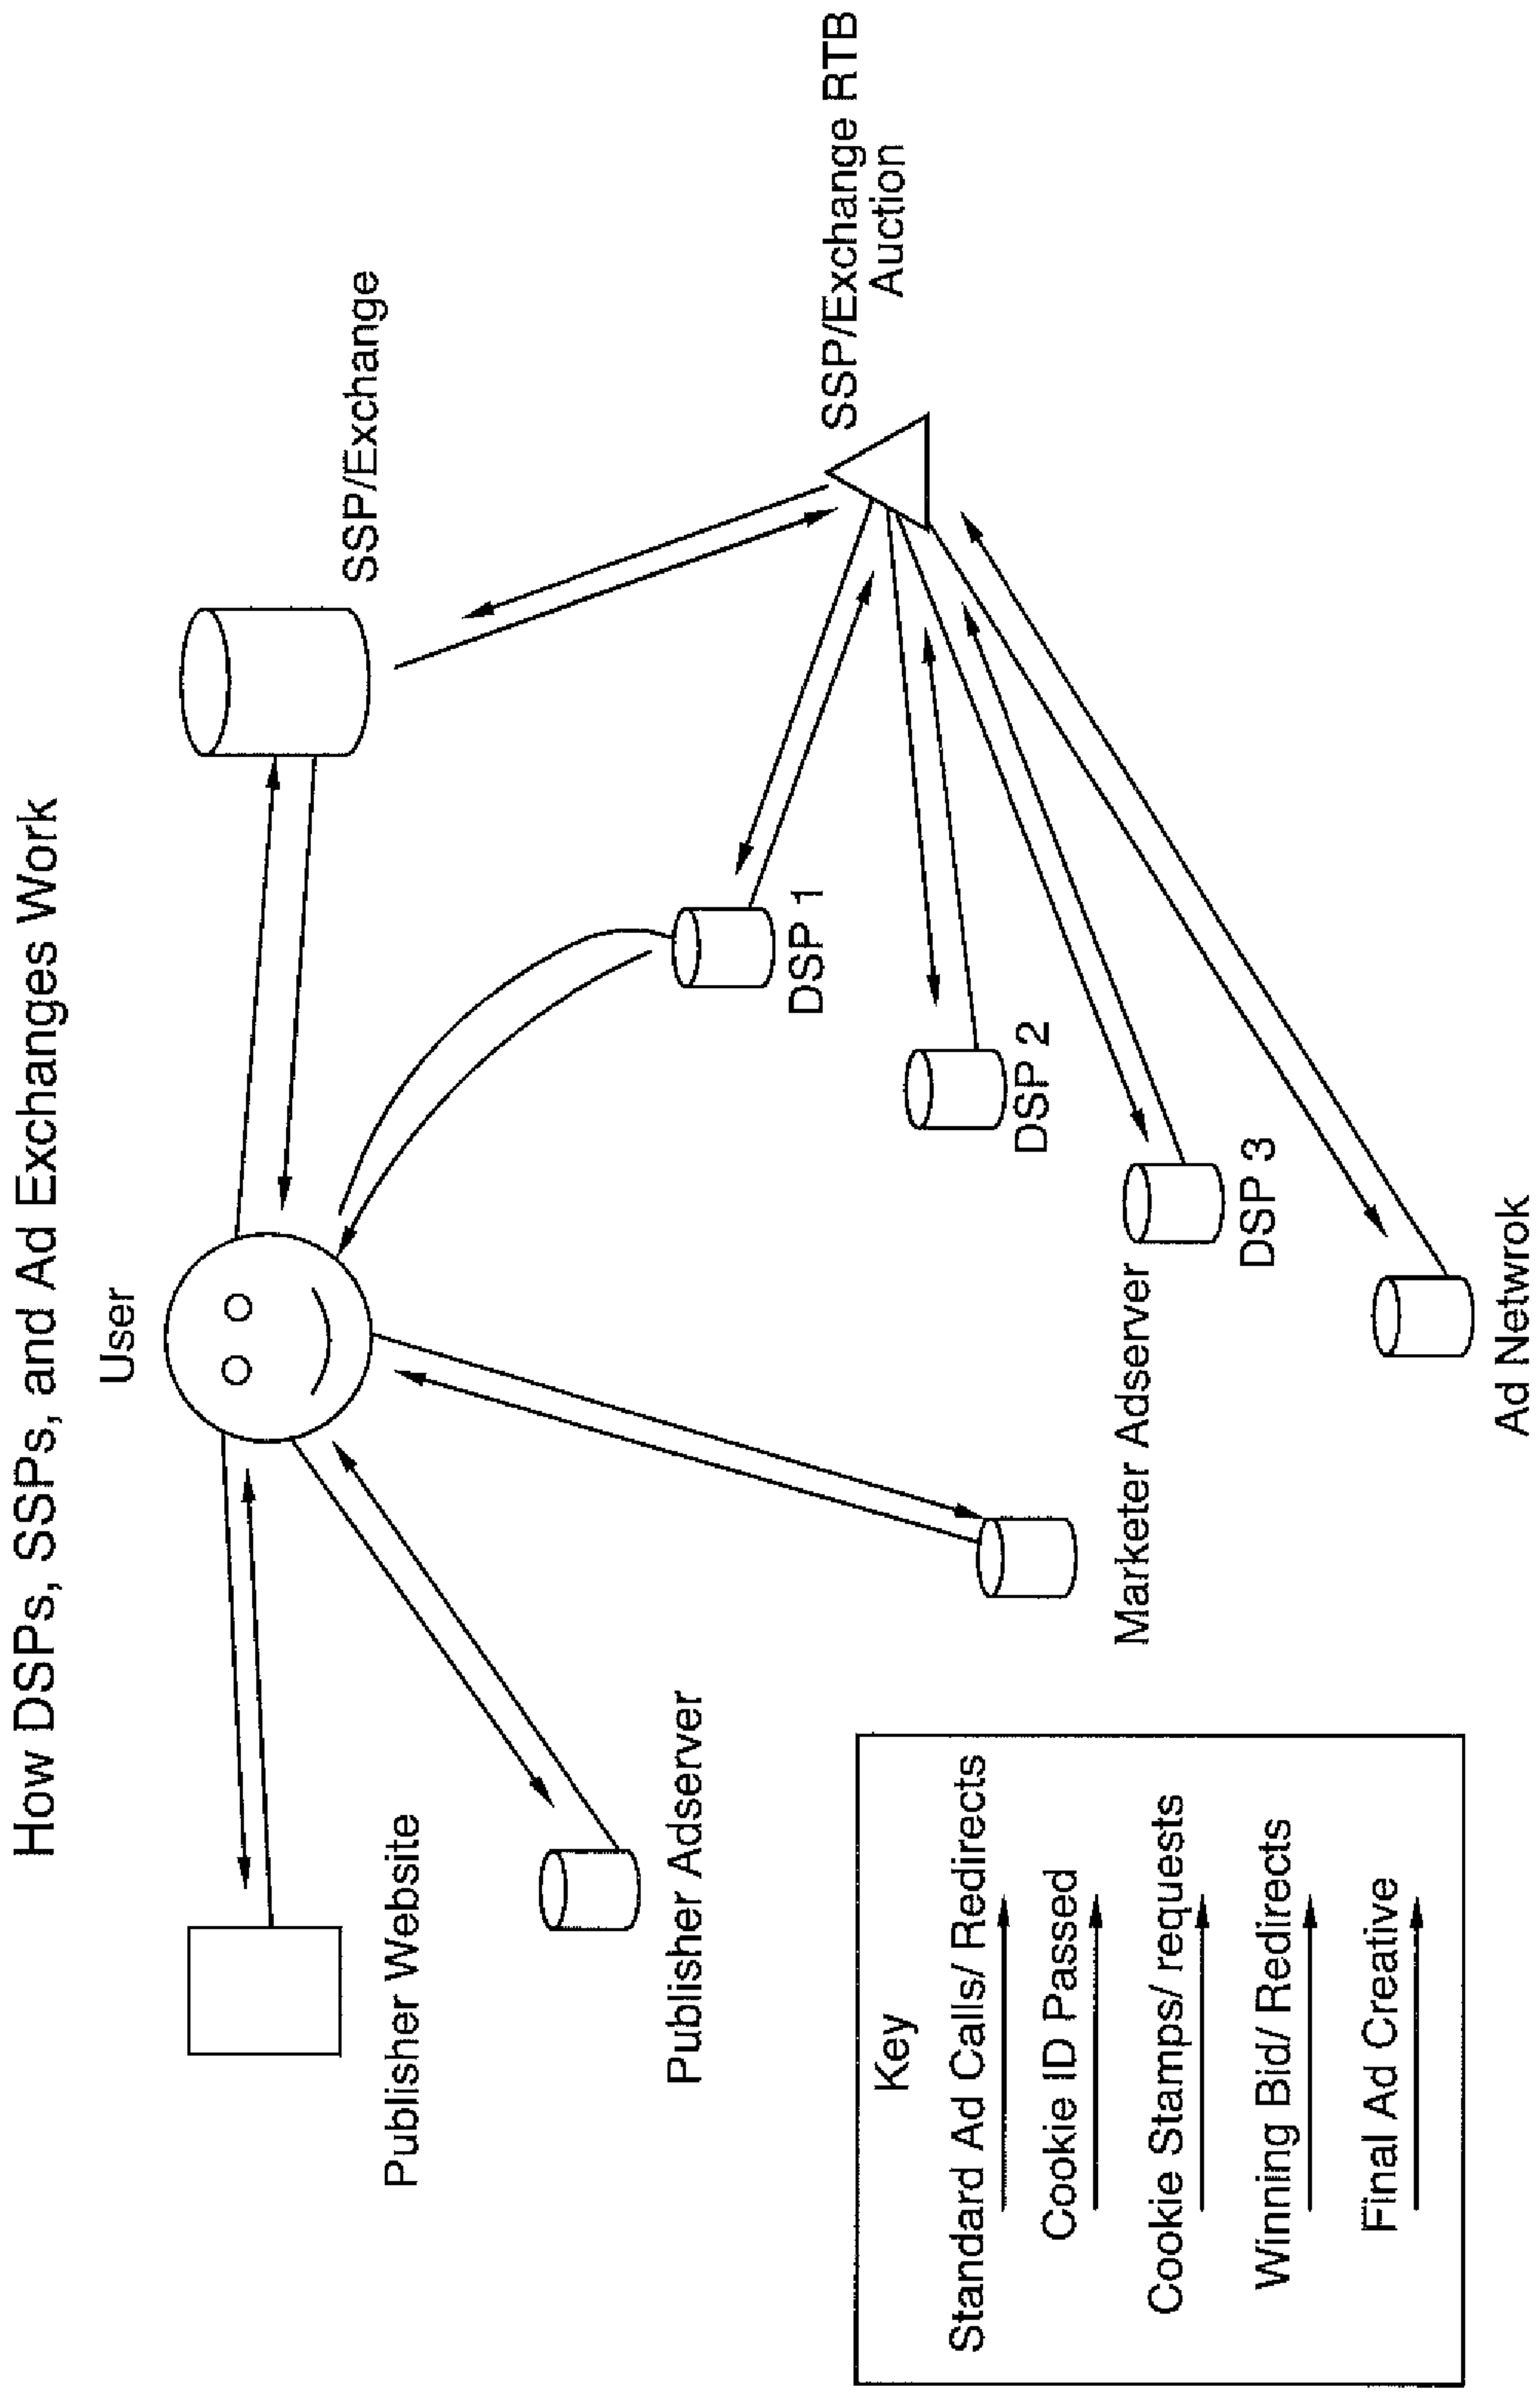 How DSPs, SSPs, and Ad Exchanges Work
User
SSP/Exchange
Publisher Website
Publisher Adserver
Marketer Adserver
DSP 1
DSP 2
DSP 3
Ad Netwrok
SSP/Exchange RTB
Auction
Key
Standard Ad Calls/ Redirects
Cookie ID Passed
Cookie Stamps/ requests
Winning Bid/ Redirects
Final Ad Creative